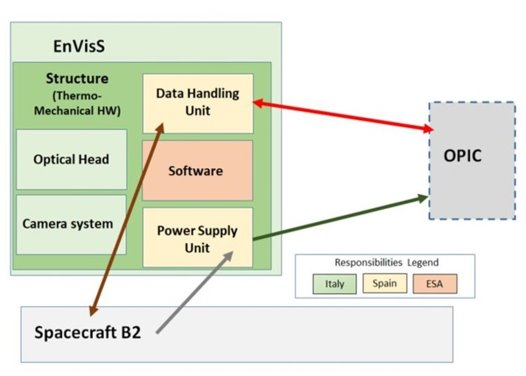 EnVisS
Structure
(Thermo-
Mechanical HW)
Data Handling
Unit
Optical Head
Software
Camera system
Power Supply
Unit
OPIC
Responsibilities Legend
Italy
Spain
ESA
Spacecraft B2